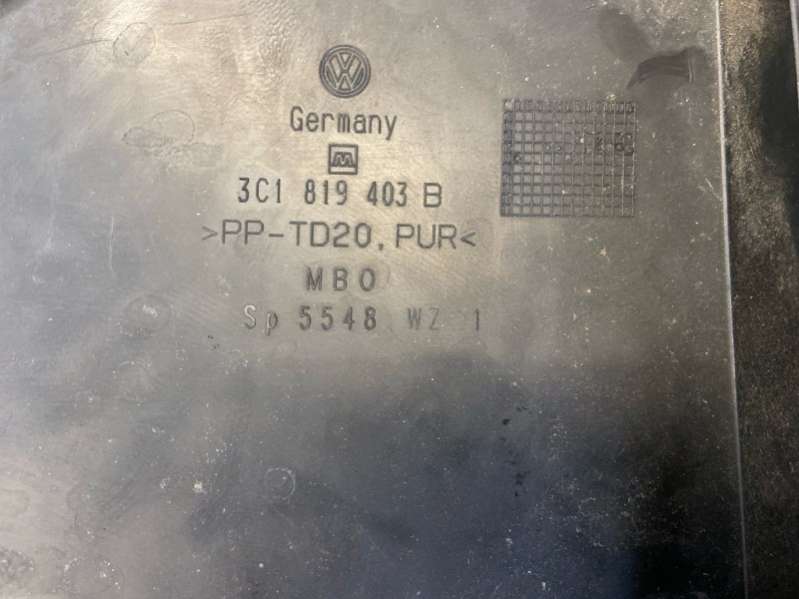 Germany
3C1 819 403 B
>PP-TD20, PUR<
MBO
Sp 5548 WZ 1